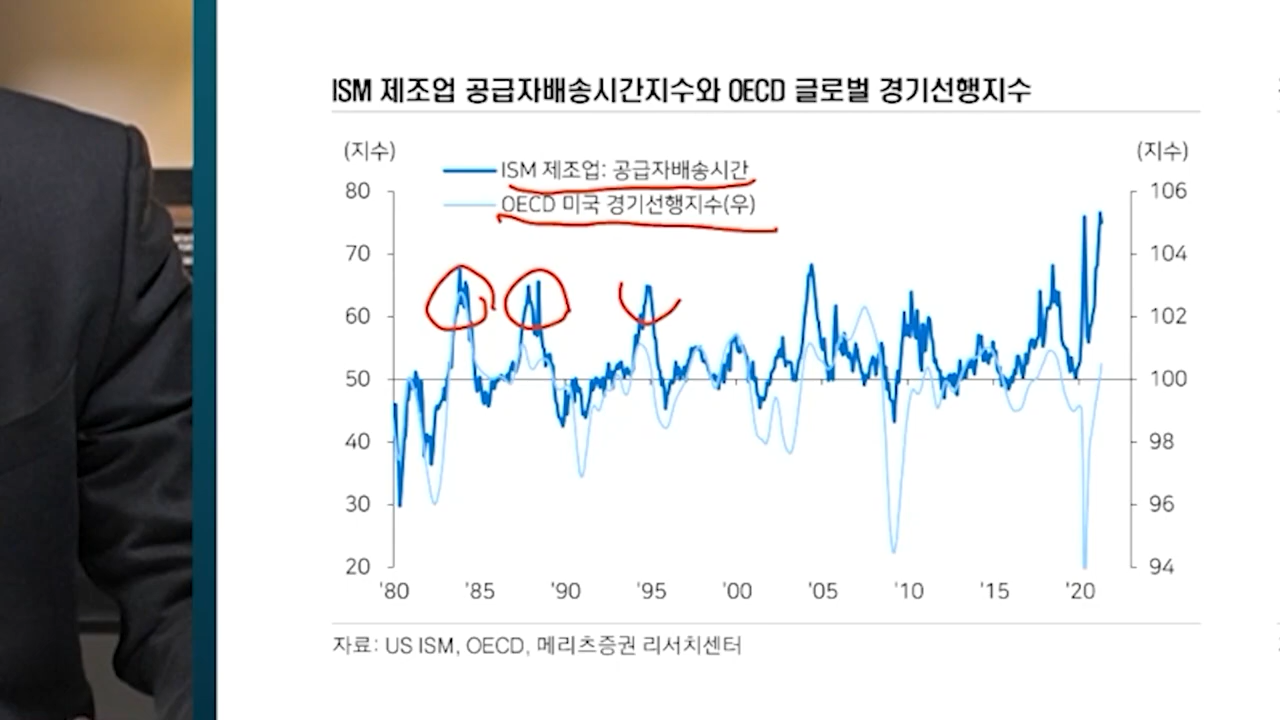 ISM 제조업 공급자배송시간지수와 OECD 글로벌 경기선행지수
(지수) (지수)
ISM 제조업: 공급자배송시간
OECD 미국 경기선행지수(우)
80 106
70 104
60 102
50 100
40 98
30 96
20 94
'80 '85 '90 '95 '00 '05 '10 '15 '20
자료: US ISM, OECD, 메리츠증권 리서치센터